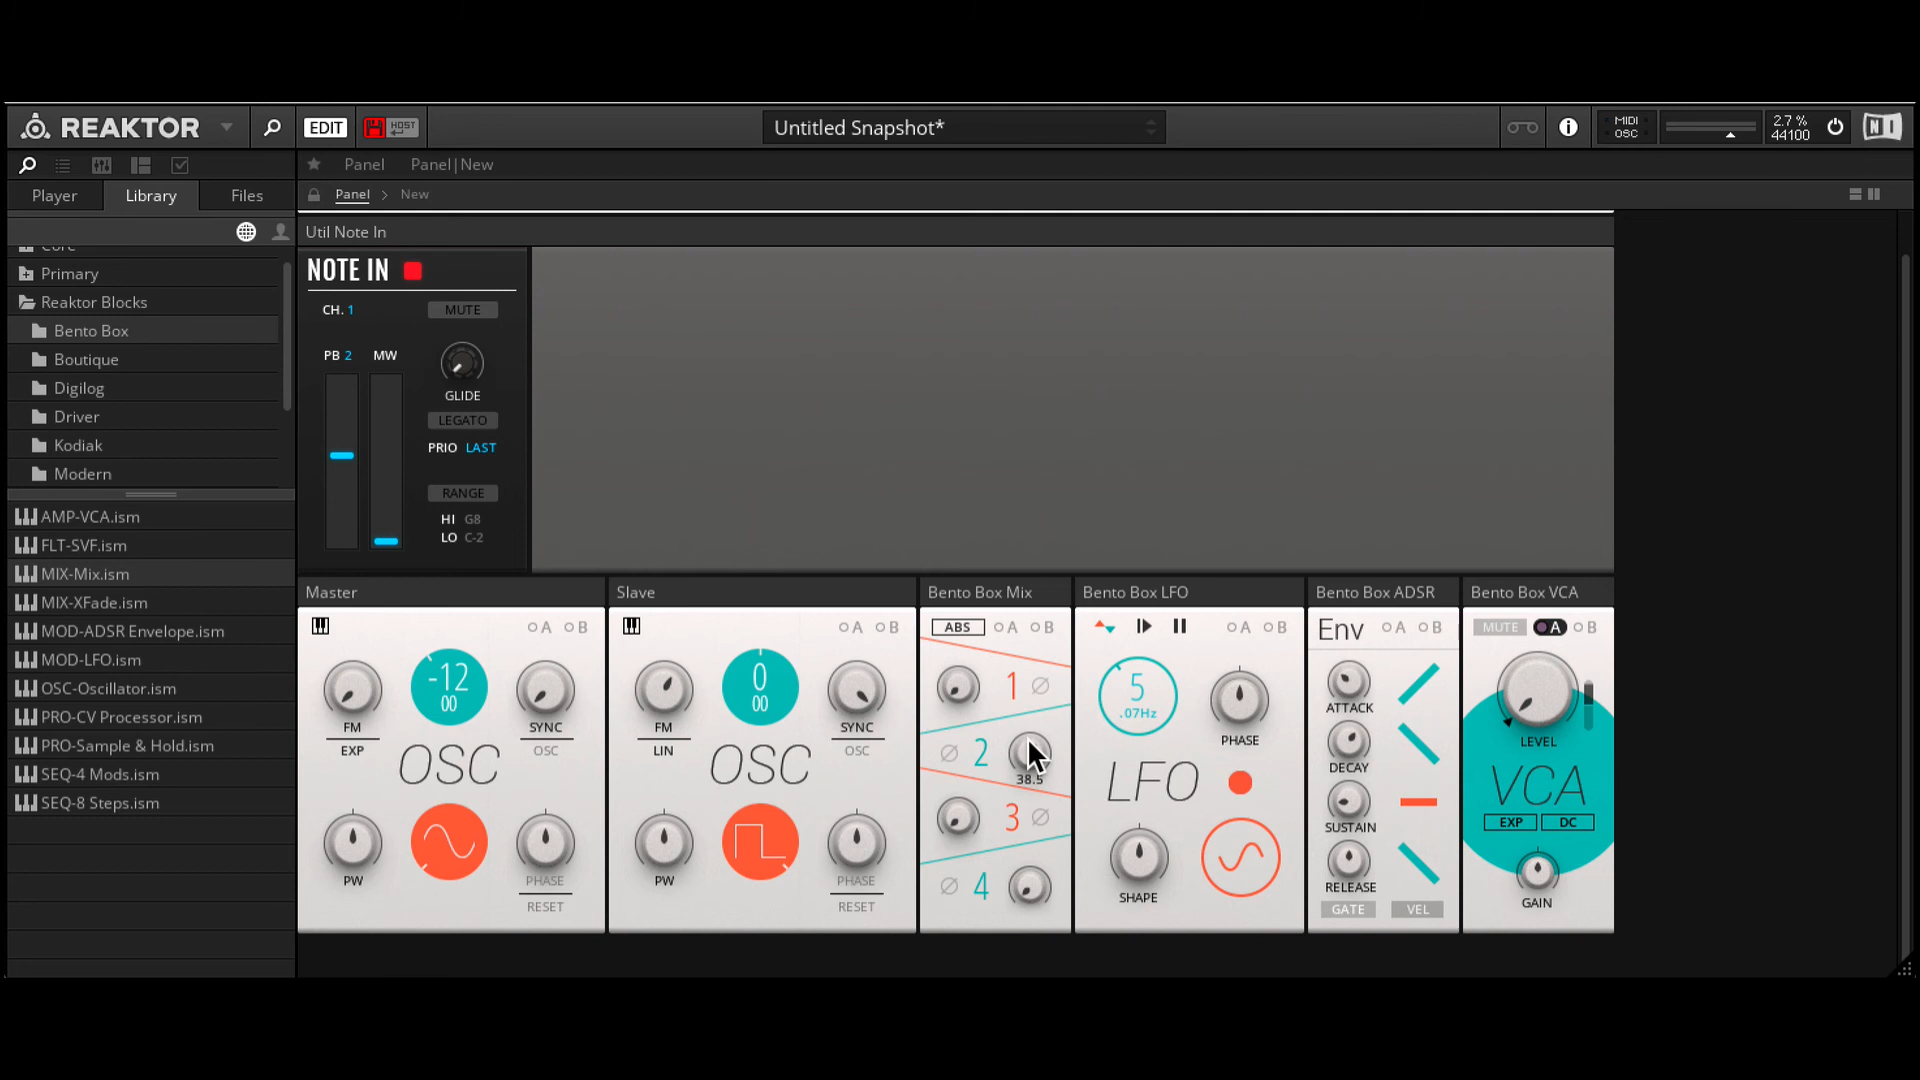 REAKTOR
EDIT
HOST
Untitled Snapshot*
MIDI
OSC
2.7 %
44100
NI
Panel
Panel|New
Player
Library
Files
Panel > New
Core
Primary
Reaktor Blocks
Bento Box
Boutique
Digilog
Driver
Kodiak
Modern
AMP-VCA.ism
FLT-SVF.ism
MIX-Mix.ism
MIX-XFade.ism
MOD-ADSR Envelope.ism
MOD-LFO.ism
OSC-Oscillator.ism
PRO-CV Processor.ism
PRO-Sample & Hold.ism
SEQ-4 Mods.ism
SEQ-8 Steps.ism
Util Note In
NOTE IN
CH. 1
MUTE
PB 2
MW
GLIDE
LEGATO
PRIO LAST
RANGE
HI G8
LO C-2
Master
A B
-12
00
FM
EXP
SYNC
OSC
OSC
PW
PHASE
RESET
Slave
A B
0
00
FM
LIN
SYNC
OSC
OSC
PW
PHASE
RESET
Bento Box Mix
ABS A B
1 Ø
Ø 2
38.5
3 Ø
Ø 4
Bento Box LFO
A B
5
.07Hz
PHASE
LFO
SHAPE
Bento Box ADSR
Env A B
ATTACK
DECAY
SUSTAIN
RELEASE
GATE
VEL
Bento Box VCA
MUTE A B
LEVEL
VCA
EXP
DC
GAIN